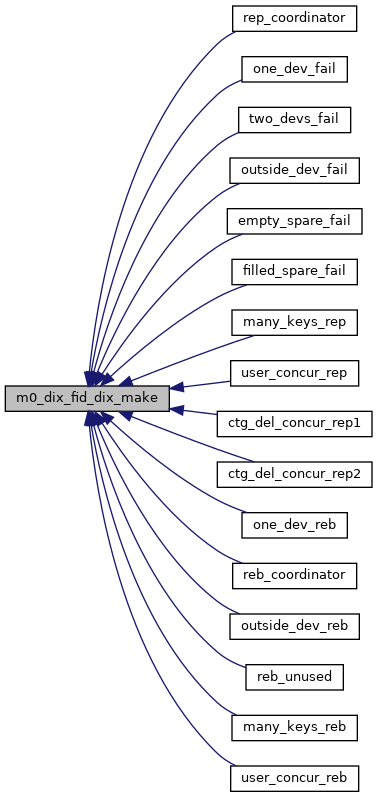 rep_coordinator
one_dev_fail
two_devs_fail
outside_dev_fail
empty_spare_fail
filled_spare_fail
many_keys_rep
user_concur_rep
m0_dix_fid_dix_make
ctg_del_concur_rep1
ctg_del_concur_rep2
one_dev_reb
reb_coordinator
outside_dev_reb
reb_unused
many_keys_reb
user_concur_reb